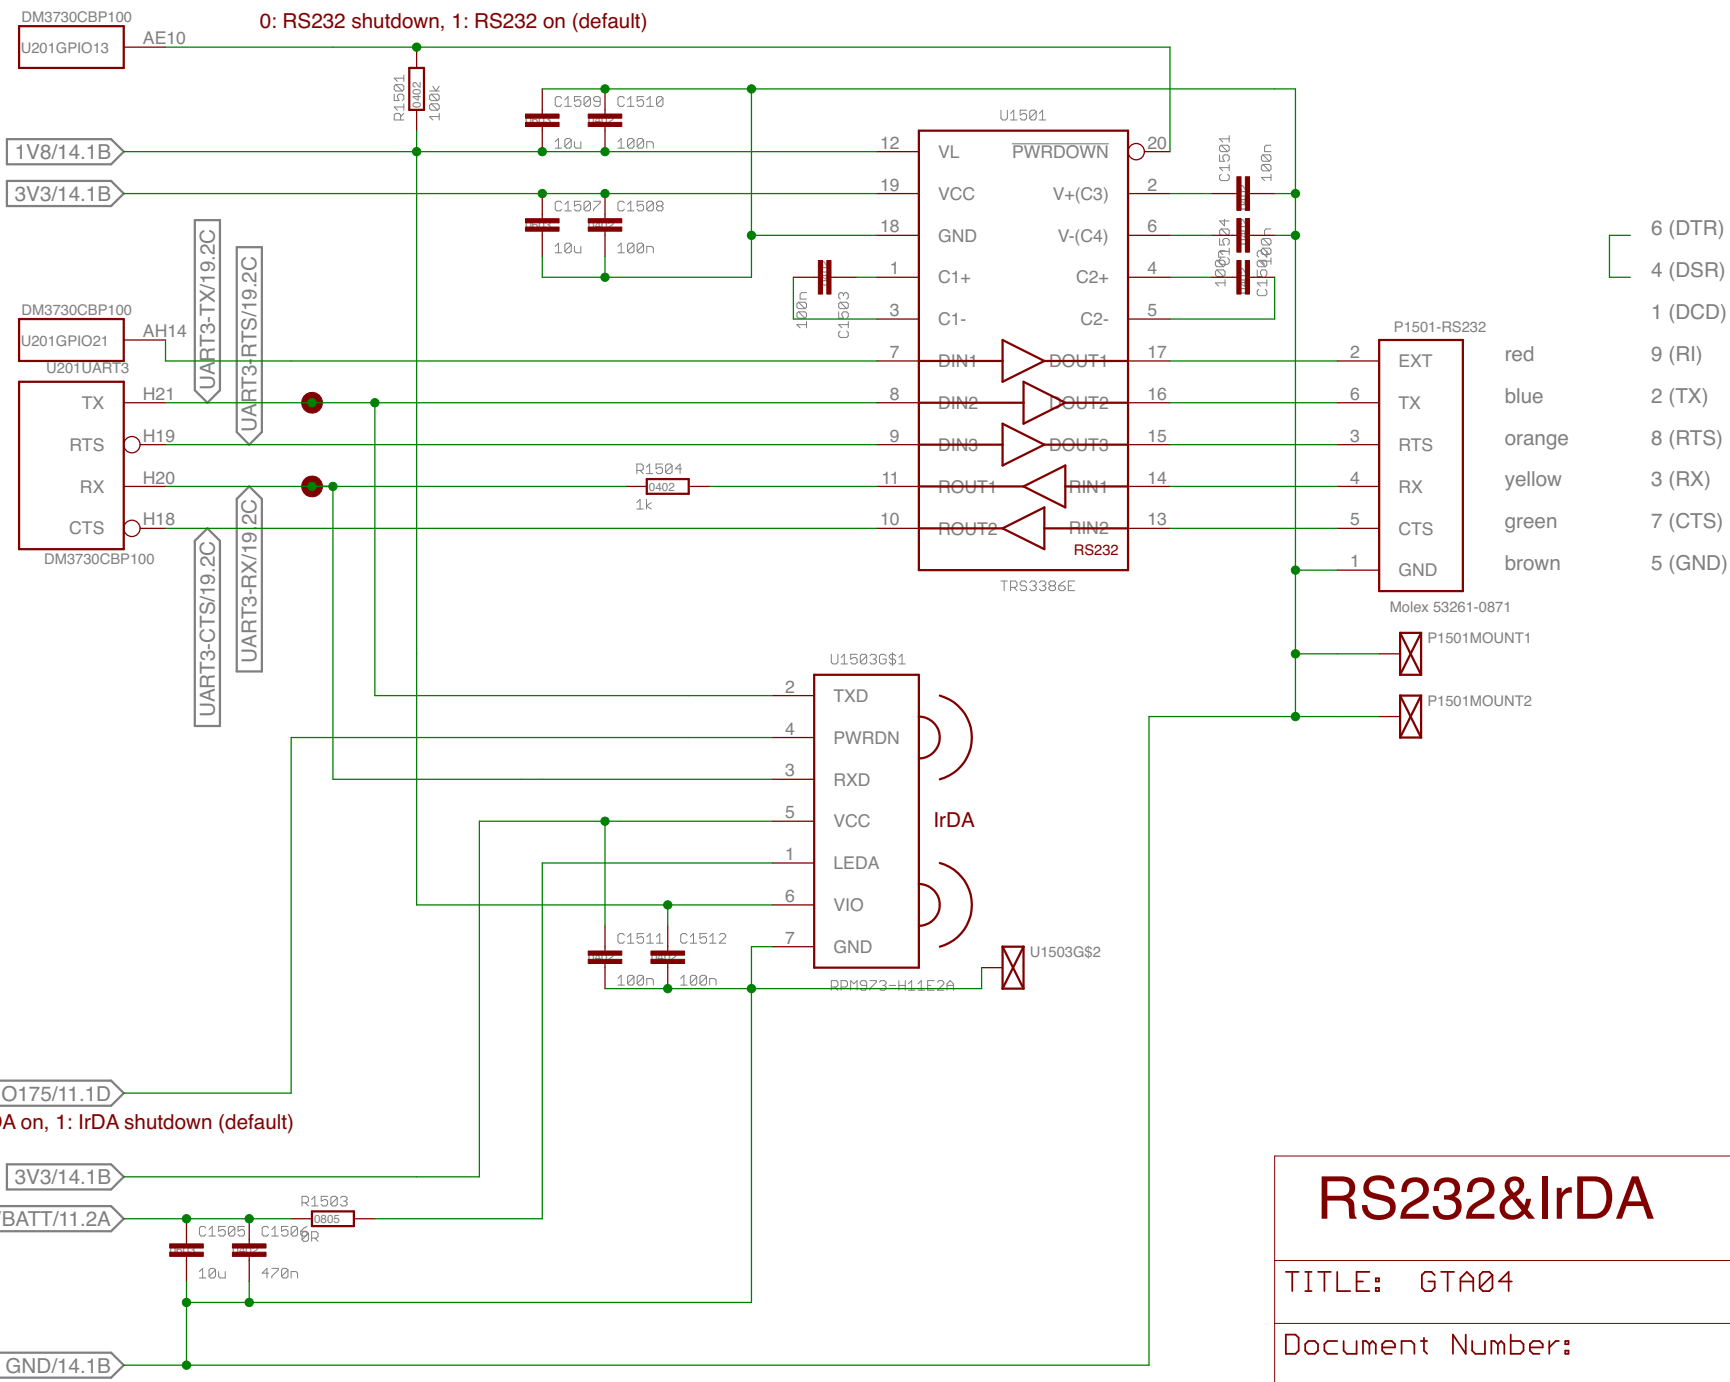 DM3730CBP100
0: RS232 shutdown, 1: RS232 on (default)
U201GPIO13
AE10
R1501
0402
100k
C1509
C1510
10u
100n
1V8/14.1B
3V3/14.1B
C1507
C1508
10u
100n
U1501
12 VL
PWRDOWN 20
19 VCC
V+(C3) 2
18 GND
V-(C4) 6
1 C1+
C2+ 4
3 C1-
C2- 5
7 DIN1
DOUT1 17
8 DIN2
DOUT2 16
9 DIN3
DOUT3 15
11 ROUT1
RIN1 14
10 ROUT2
RIN2 13
RS232
TRS3386E
C1501
100n
C1504
100n
C1502
100n
100n
C1503
UART3-TX/19.2C
UART3-RTS/19.2C
DM3730CBP100
U201GPIO21
AH14
U201UART3
TX H21
RTS H19
RX H20
CTS H18
DM3730CBP100
R1504
0402
1k
UART3-CTS/19.2C
UART3-RX/19.2C
P1501-RS232
2 EXT
6 TX
3 RTS
4 RX
5 CTS
1 GND
Molex 53261-0871
P1501MOUNT1
P1501MOUNT2
red
blue
orange
yellow
green
brown
6 (DTR)
4 (DSR)
1 (DCD)
9 (RI)
2 (TX)
8 (RTS)
3 (RX)
7 (CTS)
5 (GND)
U1503G$1
2 TXD
4 PWRDN
3 RXD
5 VCC
1 LEDA
6 VIO
7 GND
IrDA
RPM973-H11E2A
U1503G$2
C1511
C1512
100n
100n
O175/11.1D
A on, 1: IrDA shutdown (default)
3V3/14.1B
BATT/11.2A
R1503
0805
0R
C1505
C1506
10u
470n
GND/14.1B
RS232&IrDA
TITLE: GTA04
Document Number: